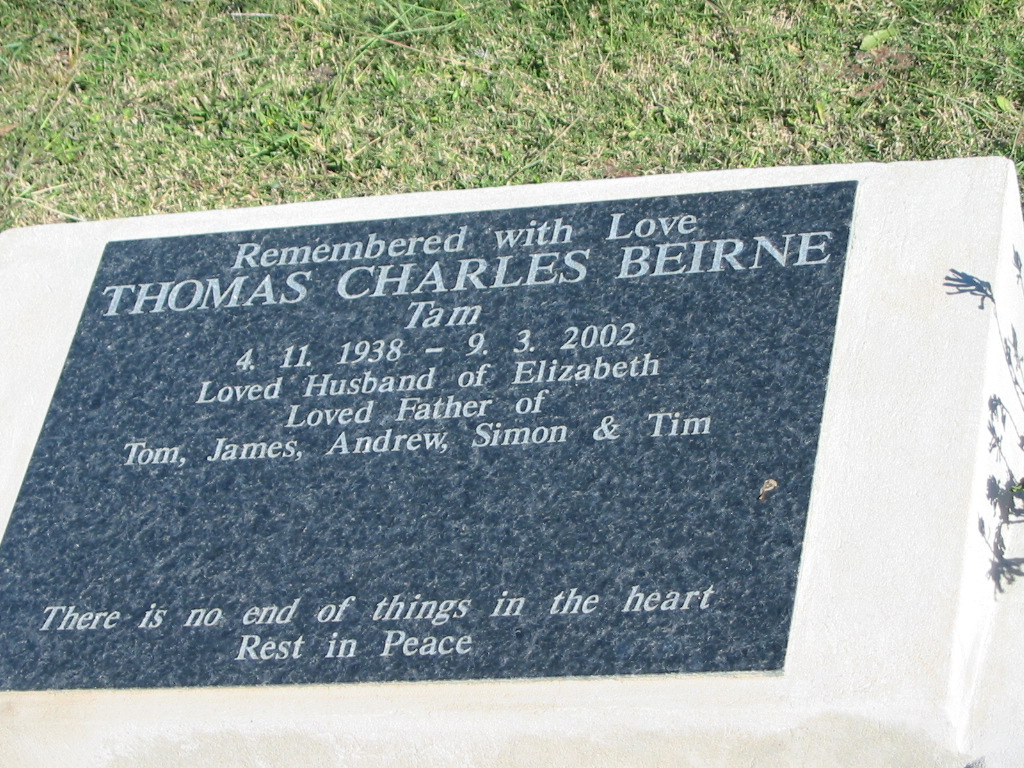 Remembered with Love
THOMAS CHARLES BEIRNE
Tam
4. 11. 1938 - 9. 3. 2002
Loved Husband of Elizabeth
Loved Father of
Tom, James, Andrew, Simon & Tim
There is no end of things in the heart
Rest in Peace